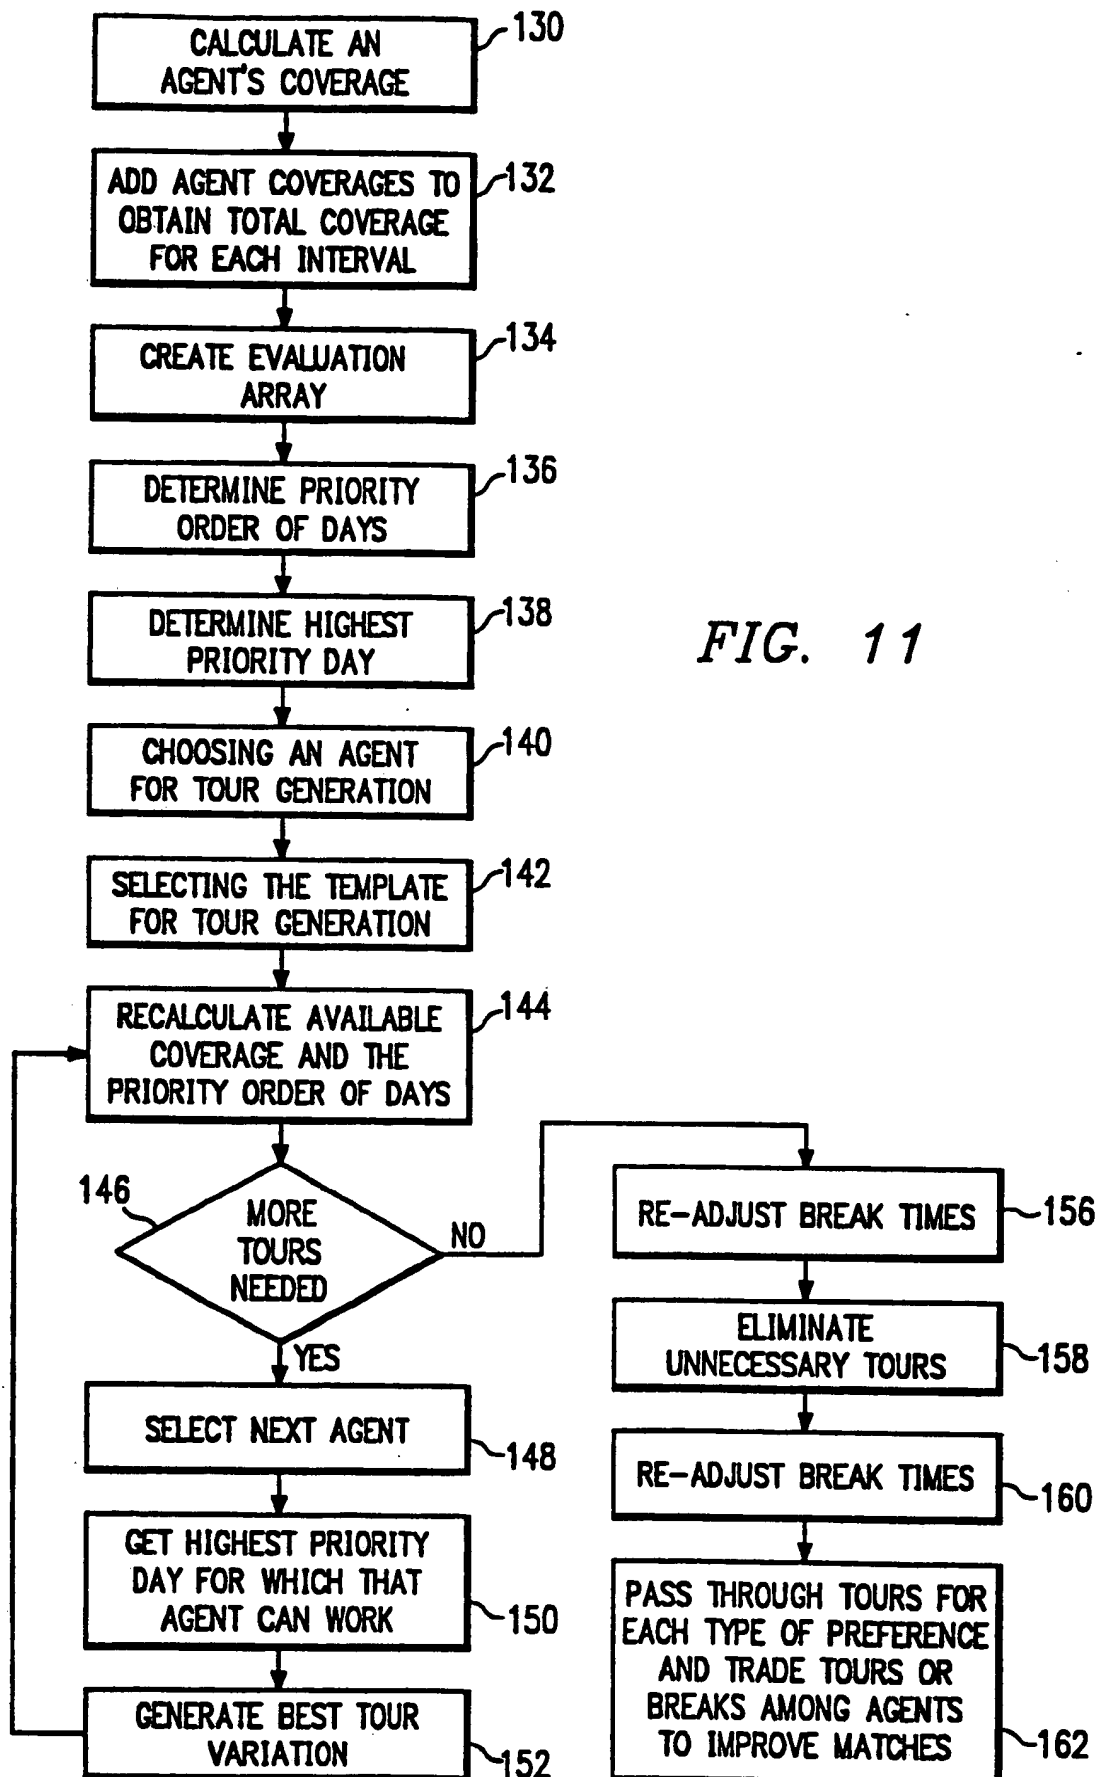 CALCULATE AN
AGENT'S COVERAGE
130
ADD AGENT COVERAGES TO
OBTAIN TOTAL COVERAGE
FOR EACH INTERVAL
132
CREATE EVALUATION
ARRAY
134
DETERMINE PRIORITY
ORDER OF DAYS
136
DETERMINE HIGHEST
PRIORITY DAY
138
FIG. 11
CHOOSING AN AGENT
FOR TOUR GENERATION
140
SELECTING THE TEMPLATE
FOR TOUR GENERATION
142
RECALCULATE AVAILABLE
COVERAGE AND THE
PRIORITY ORDER OF DAYS
144
146
MORE
TOURS
NEEDED
NO
YES
SELECT NEXT AGENT
148
GET HIGHEST PRIORITY
DAY FOR WHICH THAT
AGENT CAN WORK
150
GENERATE BEST TOUR
VARIATION
152
RE-ADJUST BREAK TIMES
156
ELIMINATE
UNNECESSARY TOURS
158
RE-ADJUST BREAK TIMES
160
PASS THROUGH TOURS FOR
EACH TYPE OF PREFERENCE
AND TRADE TOURS OR
BREAKS AMONG AGENTS
TO IMPROVE MATCHES
162